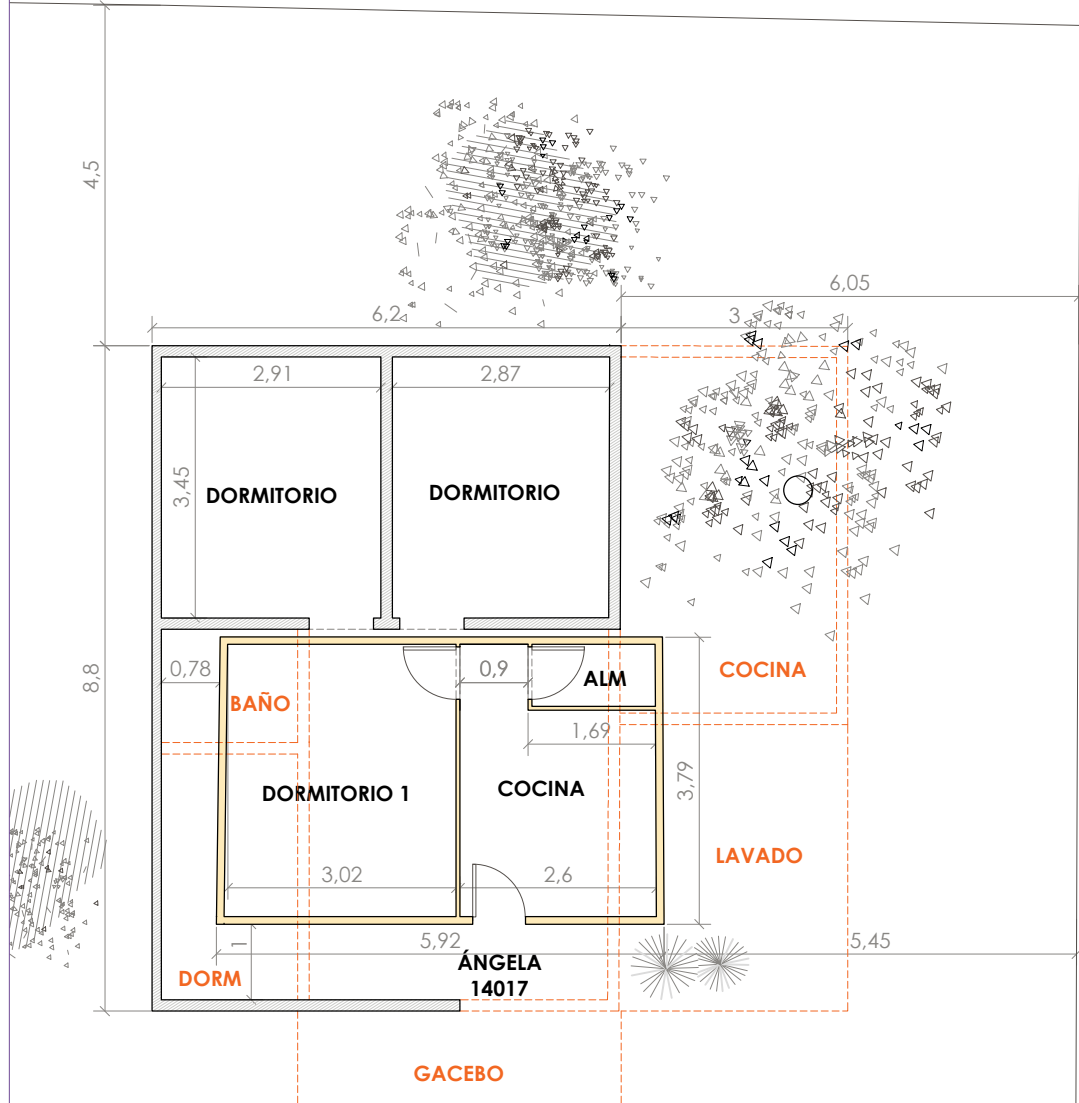 4,5
6,05
6,2
3
2,91
2,87
3,45
DORMITORIO
DORMITORIO
8,8
0,78
0,9
ALM
COCINA
BAÑO
1,69
3,79
DORMITORIO 1
COCINA
LAVADO
3,02
2,6
5,92
5,45
1
ÁNGELA
14017
DORM
GACEBO